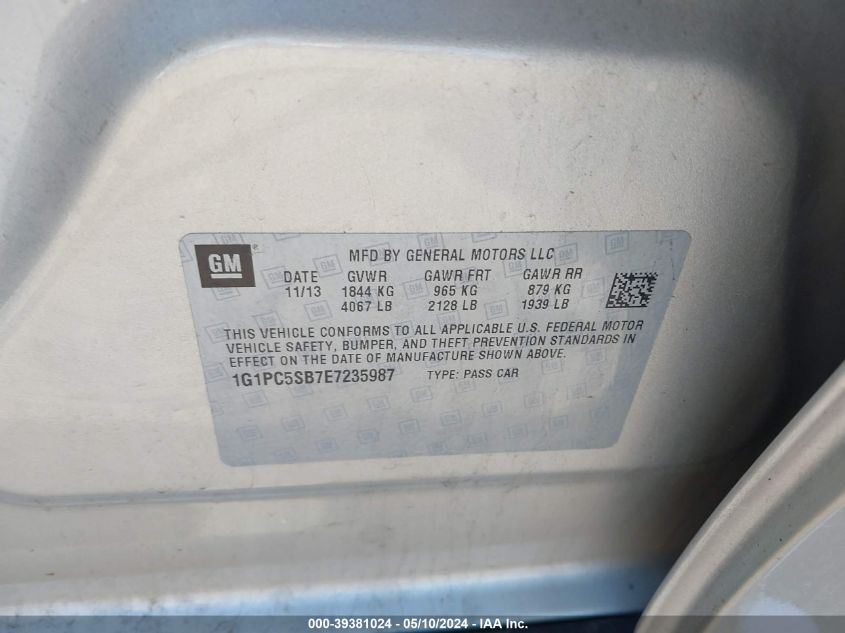 GM ®
MFD BY GENERAL MOTORS LLC
DATE GVWR GAWR FRT GAWR RR
11/13 1844 KG 965 KG 879 KG
4067 LB 2128 LB 1939 LB
THIS VEHICLE CONFORMS TO ALL APPLICABLE U.S. FEDERAL MOTOR
VEHICLE SAFETY, BUMPER, AND THEFT PREVENTION STANDARDS IN
EFFECT ON THE DATE OF MANUFACTURE SHOWN ABOVE.
1G1PC5SB7E7235987 TYPE: PASS CAR
000-39381024 - 05/10/2024 - IAA Inc.